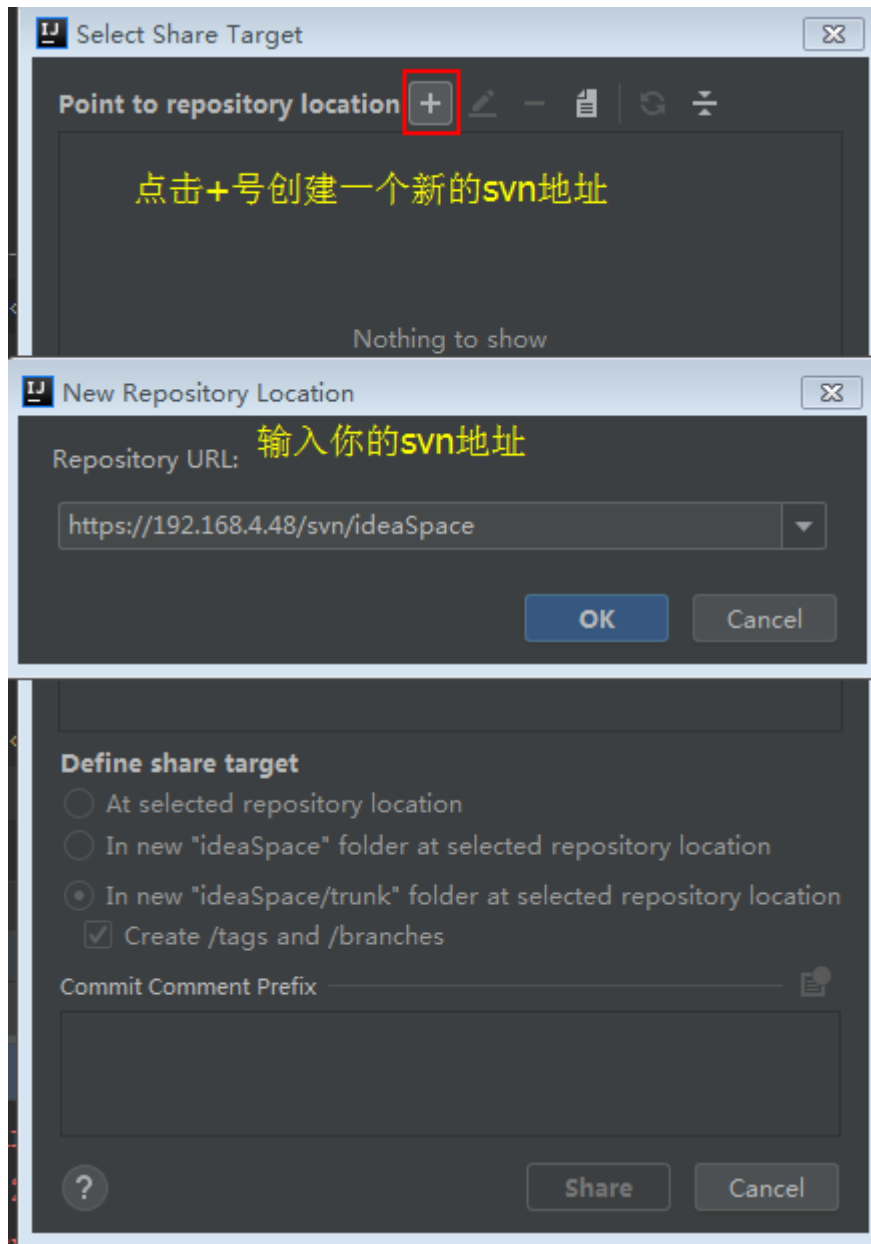 Select Share Target
Point to repository location
点击+号创建一个新的svn地址
Nothing to show
New Repository Location
输入你的svn地址
Repository URL:
https://192.168.4.48/svn/ideaSpace
OK Cancel
Define share target
At selected repository location
In new "ideaSpace" folder at selected repository location
In new "ideaSpace/trunk" folder at selected repository location
Create /tags and /branches
Commit Comment Prefix
? Share Cancel